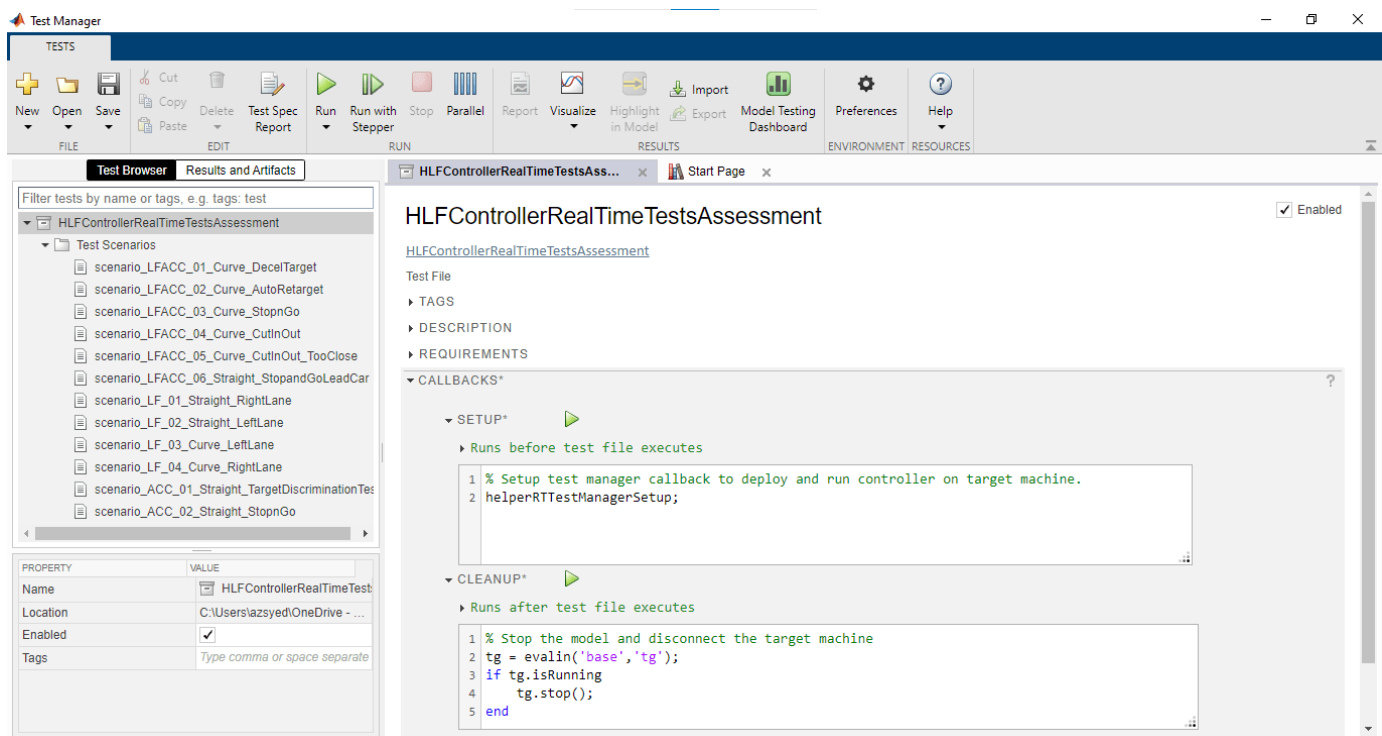 Test Manager
TESTS
New Open Save
FILE
Cut
Copy
Paste
Delete
Test Spec Report
EDIT
Run
Run with Stepper
Stop
Parallel
RUN
Report
Visualize
Highlight in Model
Import
Export
Model Testing Dashboard
RESULTS
Preferences
ENVIRONMENT
Help
RESOURCES
Test Browser Results and Artifacts
Filter tests by name or tags, e.g. tags: test
HLFControllerRealTimeTestsAssessment
Test Scenarios
scenario_LFACC_01_Curve_DecelTarget
scenario_LFACC_02_Curve_AutoRetarget
scenario_LFACC_03_Curve_StopnGo
scenario_LFACC_04_Curve_CutInOut
scenario_LFACC_05_Curve_CutInOut_TooClose
scenario_LFACC_06_Straight_StopandGoLeadCar
scenario_LF_01_Straight_RightLane
scenario_LF_02_Straight_LeftLane
scenario_LF_03_Curve_LeftLane
scenario_LF_04_Curve_RightLane
scenario_ACC_01_Straight_TargetDiscriminationTes
scenario_ACC_02_Straight_StopnGo
PROPERTY VALUE
Name HLFControllerRealTimeTest
Location C:\Users\azsyed\OneDrive - ...
Enabled
Tags Type comma or space separate
HLFControllerRealTimeTestsAss... Start Page
HLFControllerRealTimeTestsAssessment
Enabled
HLFControllerRealTimeTestsAssessment
Test File
TAGS
DESCRIPTION
REQUIREMENTS
CALLBACKS* ?
SETUP*
Runs before test file executes
1 % Setup test manager callback to deploy and run controller on target machine.
2 helperRTTestManagerSetup;
CLEANUP*
Runs after test file executes
1 % Stop the model and disconnect the target machine
2 tg = evalin('base','tg');
3 if tg.isRunning
4 tg.stop();
5 end